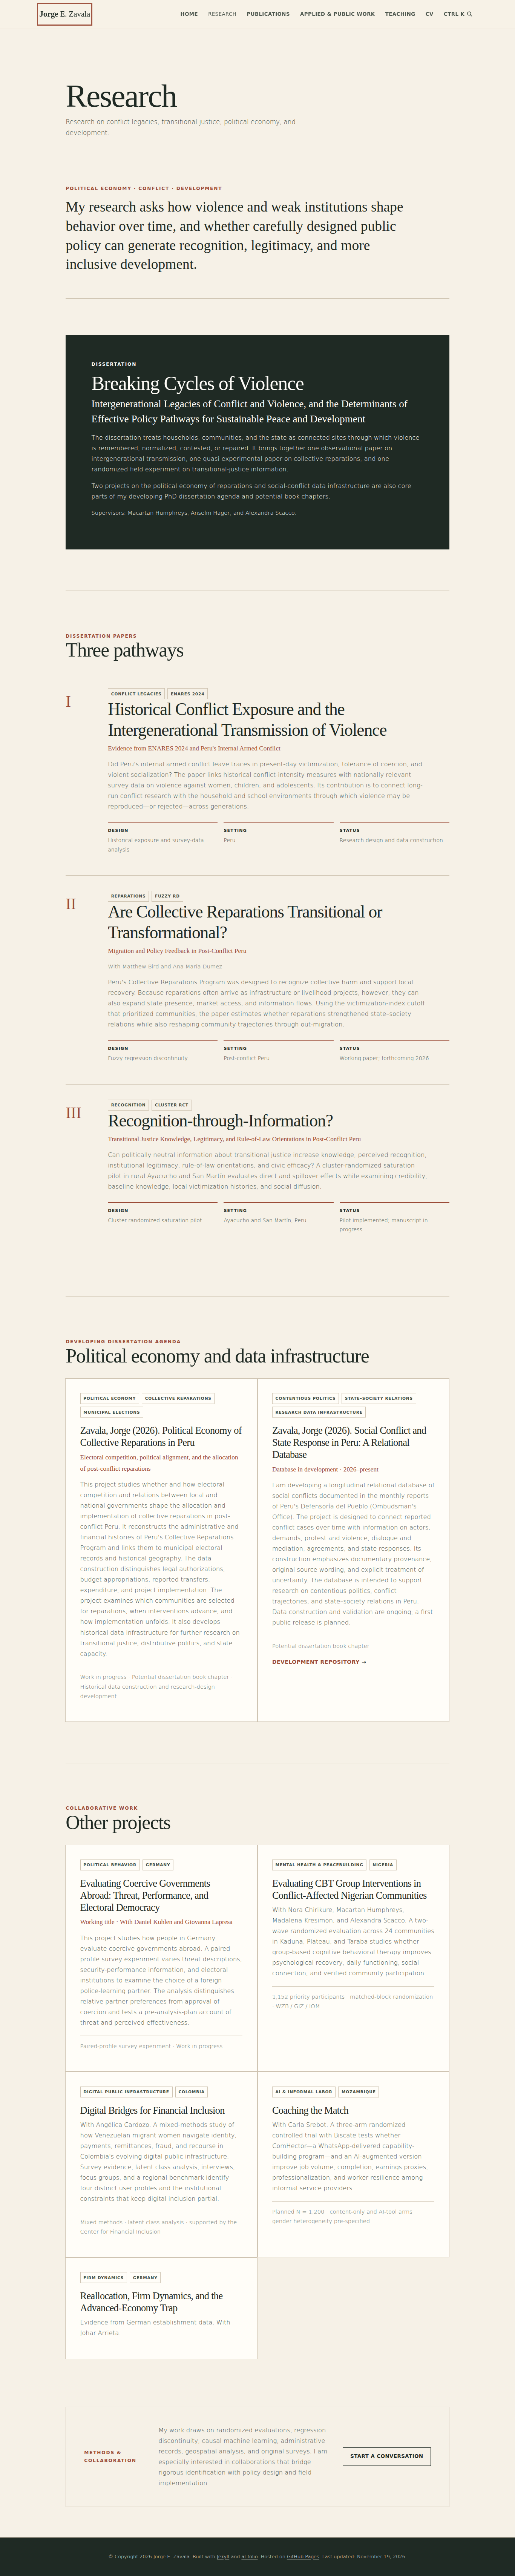 Jorge E. Zavala
HOME RESEARCH PUBLICATIONS APPLIED & PUBLIC WORK TEACHING CV CTRL K
Research
Research on conflict legacies, transitional justice, political economy, and
development.
POLITICAL ECONOMY · CONFLICT · DEVELOPMENT
My research asks how violence and weak institutions shape
behavior over time, and whether carefully designed public
policy can generate recognition, legitimacy, and more
inclusive development.
DISSERTATION
Breaking Cycles of Violence
Intergenerational Legacies of Conflict and Violence, and the Determinants of
Effective Policy Pathways for Sustainable Peace and Development
The dissertation treats households, communities, and the state as connected sites through which violence
is remembered, normalized, contested, or repaired. It brings together one observational paper on
intergenerational transmission, one quasi-experimental paper on collective reparations, and one
randomized field experiment on transitional-justice information.
Two projects on the political economy of reparations and social-conflict data infrastructure are also core
parts of my developing PhD dissertation agenda and potential book chapters.
Supervisors: Macartan Humphreys, Anselm Hager, and Alexandra Scacco.
DISSERTATION PAPERS
Three pathways
I
CONFLICT LEGACIES ENARES 2024
Historical Conflict Exposure and the
Intergenerational Transmission of Violence
Evidence from ENARES 2024 and Peru's Internal Armed Conflict
Did Peru's internal armed conflict leave traces in present-day victimization, tolerance of coercion, and
violent socialization? The paper links historical conflict-intensity measures with nationally relevant
survey data on violence against women, children, and adolescents. Its contribution is to connect long-
run conflict research with the household and school environments through which violence may be
reproduced—or rejected—across generations.
DESIGN
Historical exposure and survey-data
analysis
SETTING
Peru
STATUS
Research design and data construction
II
REPARATIONS FUZZY RD
Are Collective Reparations Transitional or
Transformational?
Migration and Policy Feedback in Post-Conflict Peru
With Matthew Bird and Ana María Dumez
Peru's Collective Reparations Program was designed to recognize collective harm and support local
recovery. Because reparations often arrive as infrastructure or livelihood projects, however, they can
also expand state presence, market access, and information flows. Using the victimization-index cutoff
that prioritized communities, the paper estimates whether reparations strengthened state–society
relations while also reshaping community trajectories through out-migration.
DESIGN
Fuzzy regression discontinuity
SETTING
Post-conflict Peru
STATUS
Working paper; forthcoming 2026
III
RECOGNITION CLUSTER RCT
Recognition-through-Information?
Transitional Justice Knowledge, Legitimacy, and Rule-of-Law Orientations in Post-Conflict Peru
Can politically neutral information about transitional justice increase knowledge, perceived recognition,
institutional legitimacy, rule-of-law orientations, and civic efficacy? A cluster-randomized saturation
pilot in rural Ayacucho and San Martín evaluates direct and spillover effects while examining credibility,
baseline knowledge, local victimization histories, and social diffusion.
DESIGN
Cluster-randomized saturation pilot
SETTING
Ayacucho and San Martín, Peru
STATUS
Pilot implemented; manuscript in
progress
DEVELOPING DISSERTATION AGENDA
Political economy and data infrastructure
POLITICAL ECONOMY COLLECTIVE REPARATIONS
MUNICIPAL ELECTIONS
Zavala, Jorge (2026). Political Economy of
Collective Reparations in Peru
Electoral competition, political alignment, and the allocation
of post-conflict reparations
This project studies whether and how electoral
competition and relations between local and
national governments shape the allocation and
implementation of collective reparations in post-
conflict Peru. It reconstructs the administrative and
financial histories of Peru's Collective Reparations
Program and links them to municipal electoral
records and historical geography. The data
construction distinguishes legal authorizations,
budget appropriations, reported transfers,
expenditure, and project implementation. The
project examines which communities are selected
for reparations, when interventions advance, and
how implementation unfolds. It also develops
historical data infrastructure for further research on
transitional justice, distributive politics, and state
capacity.
Work in progress · Potential dissertation book chapter ·
Historical data construction and research-design
development
CONTENTIOUS POLITICS STATE–SOCIETY RELATIONS
RESEARCH DATA INFRASTRUCTURE
Zavala, Jorge (2026). Social Conflict and
State Response in Peru: A Relational
Database
Database in development · 2026–present
I am developing a longitudinal relational database of
social conflicts documented in the monthly reports
of Peru's Defensoría del Pueblo (Ombudsman's
Office). The project is designed to connect reported
conflict cases over time with information on actors,
demands, protest and violence, dialogue and
mediation, agreements, and state responses. Its
construction emphasizes documentary provenance,
original source wording, and explicit treatment of
uncertainty. The database is intended to support
research on contentious politics, conflict
trajectories, and state–society relations in Peru.
Data construction and validation are ongoing; a first
public release is planned.
Potential dissertation book chapter
DEVELOPMENT REPOSITORY →
COLLABORATIVE WORK
Other projects
POLITICAL BEHAVIOR GERMANY
Evaluating Coercive Governments
Abroad: Threat, Performance, and
Electoral Democracy
Working title · With Daniel Kuhlen and Giovanna Lapresa
This project studies how people in Germany
evaluate coercive governments abroad. A paired-
profile survey experiment varies threat descriptions,
security-performance information, and electoral
institutions to examine the choice of a foreign
police-learning partner. The analysis distinguishes
relative partner preferences from approval of
coercion and tests a pre-analysis-plan account of
threat and perceived effectiveness.
Paired-profile survey experiment · Work in progress
MENTAL HEALTH & PEACEBUILDING NIGERIA
Evaluating CBT Group Interventions in
Conflict-Affected Nigerian Communities
With Nora Chirikure, Macartan Humphreys,
Madalena Kresimon, and Alexandra Scacco. A two-
wave randomized evaluation across 24 communities
in Kaduna, Plateau, and Taraba studies whether
group-based cognitive behavioral therapy improves
psychological recovery, daily functioning, social
connection, and verified community participation.
1,152 priority participants · matched-block randomization
· WZB / GIZ / IOM
DIGITAL PUBLIC INFRASTRUCTURE COLOMBIA
Digital Bridges for Financial Inclusion
With Angélica Cardozo. A mixed-methods study of
how Venezuelan migrant women navigate identity,
payments, remittances, fraud, and recourse in
Colombia's evolving digital public infrastructure.
Survey evidence, latent class analysis, interviews,
focus groups, and a regional benchmark identify
four distinct user profiles and the institutional
constraints that keep digital inclusion partial.
Mixed methods · latent class analysis · supported by the
Center for Financial Inclusion
AI & INFORMAL LABOR MOZAMBIQUE
Coaching the Match
With Carla Srebot. A three-arm randomized
controlled trial with Biscate tests whether
ComHector—a WhatsApp-delivered capability-
building program—and an AI-augmented version
improve job volume, completion, earnings proxies,
professionalization, and worker resilience among
informal service providers.
Planned N ≈ 1,200 · content-only and AI-tool arms ·
gender heterogeneity pre-specified
FIRM DYNAMICS GERMANY
Reallocation, Firm Dynamics, and the
Advanced-Economy Trap
Evidence from German establishment data. With
Johar Arrieta.
METHODS &
COLLABORATION
My work draws on randomized evaluations, regression
discontinuity, causal machine learning, administrative
records, geospatial analysis, and original surveys. I am
especially interested in collaborations that bridge
rigorous identification with policy design and field
implementation.
START A CONVERSATION
© Copyright 2026 Jorge E. Zavala. Built with Jekyll and al-folio. Hosted on GitHub Pages. Last updated: November 19, 2026.